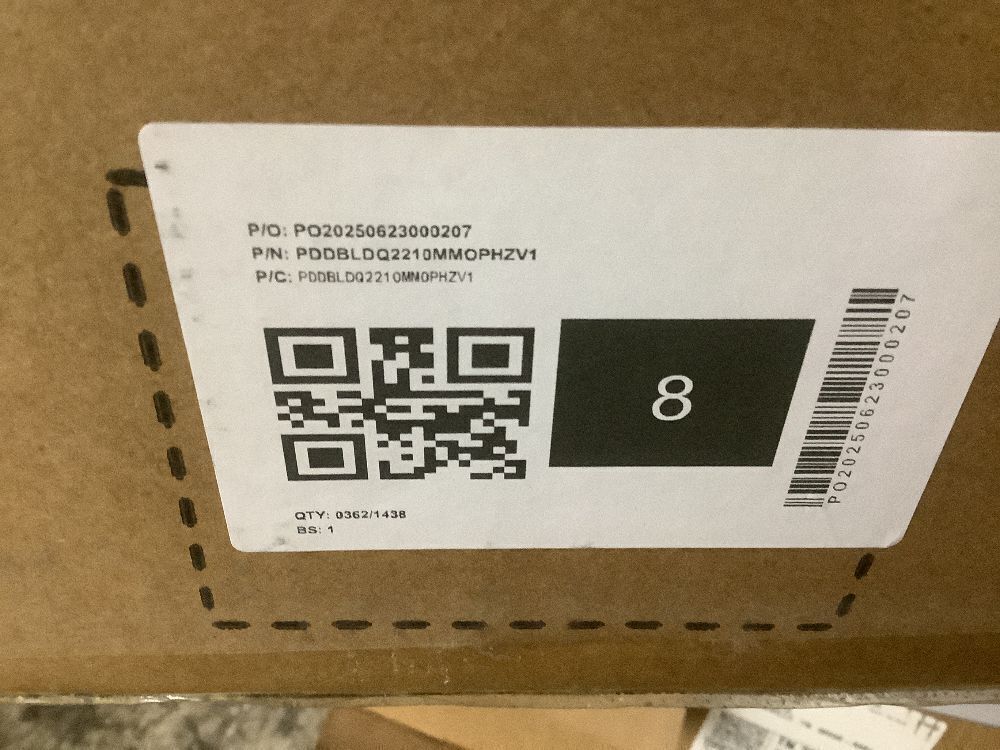 P/O: PO20250623000207
P/N: PDDBLDQ2210MMOPHZV1
P/C: PDDBLDQ2210MMOPHZV1
8
PO20250623000207
QTY: 0362/1438
BS: 1